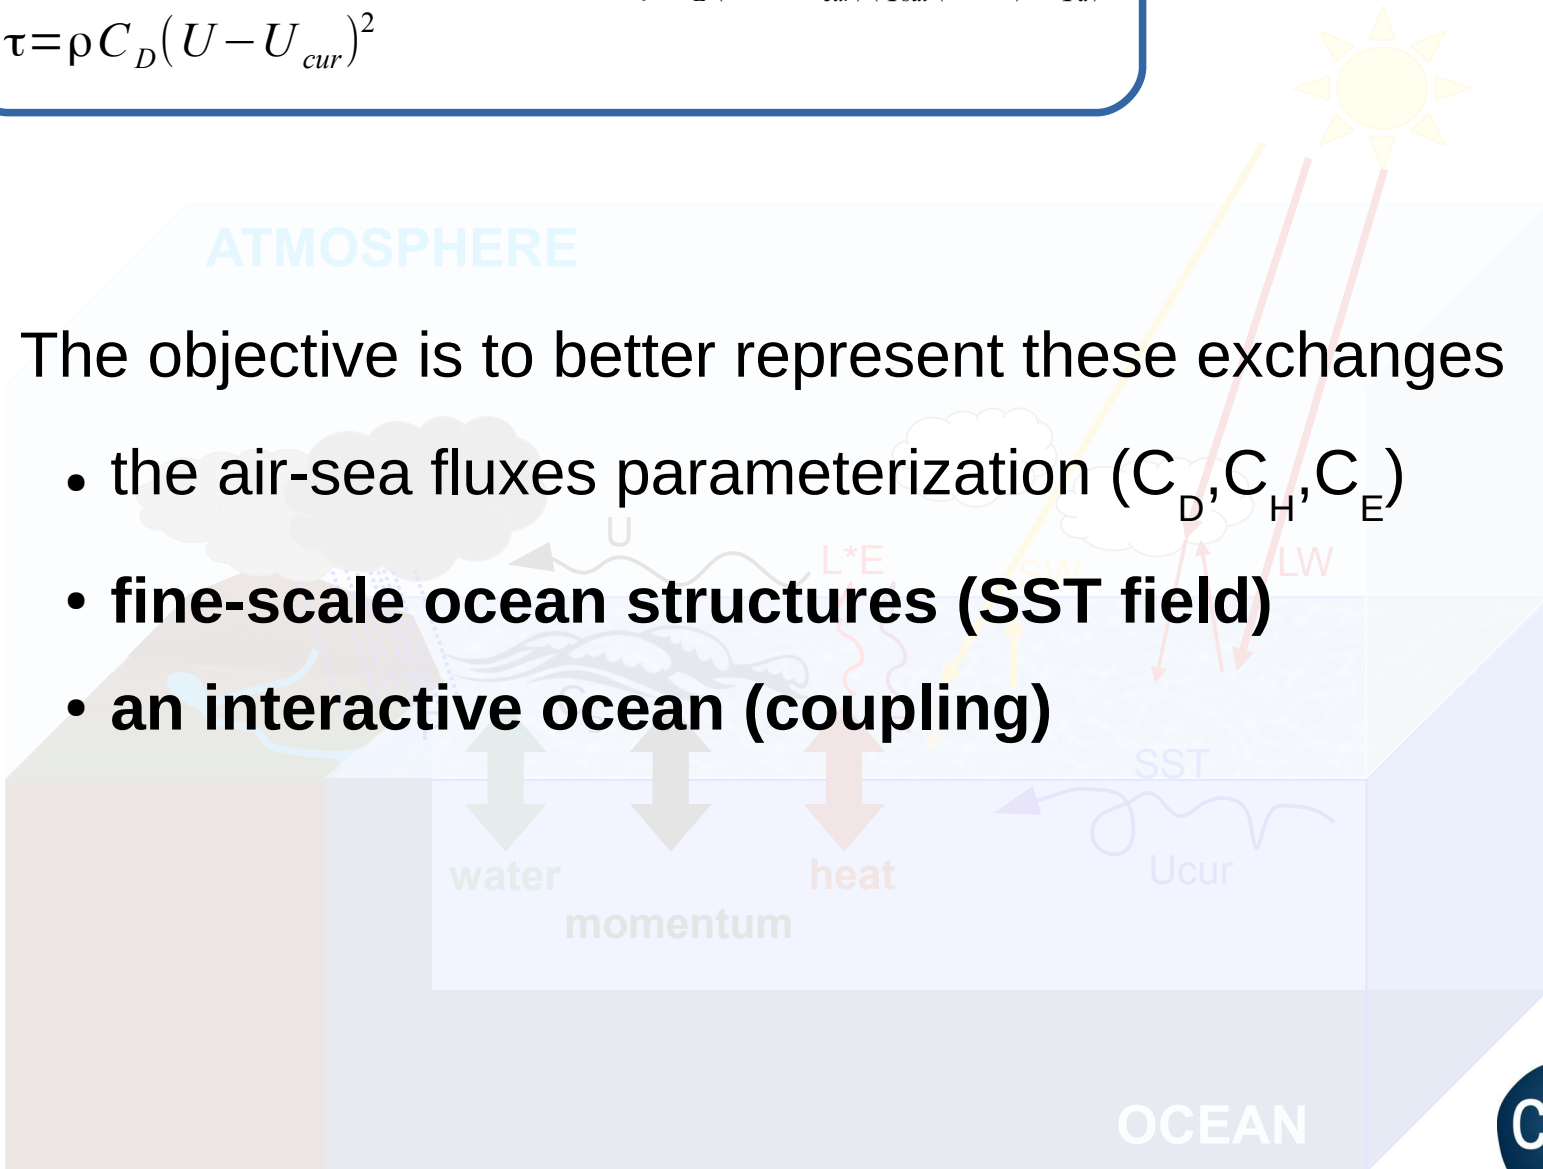 τ=ρC_D(U−U_cur)²
ATMOSPHERE
The objective is to better represent these exchanges
• the air-sea fluxes parameterization (C_D,C_H,C_E)
U
L*E
SW
LW
• fine-scale ocean structures (SST field)
• an interactive ocean (coupling)
SST
water
heat
Ucur
momentum
OCEAN
C